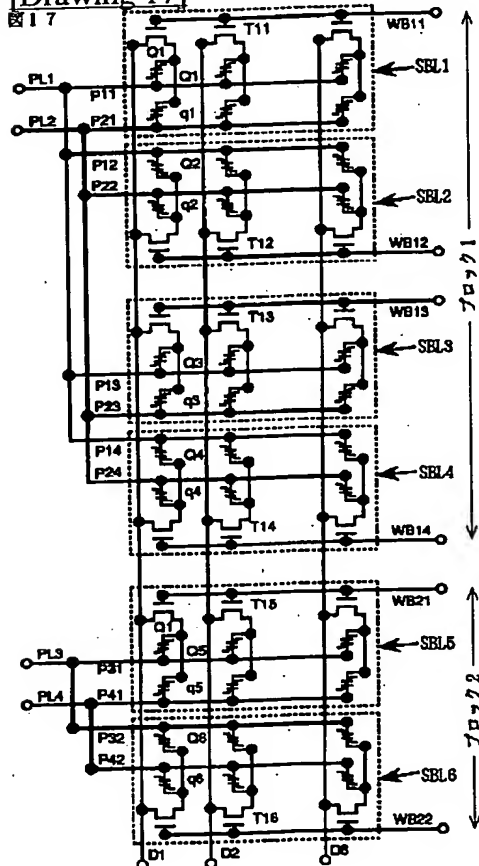 [Drawing 17]
図17
WB11
T11
Q1
Q1
SBL1
PL1
P11
q1
PL2
P21
P12
Q2
SBL2
P22
q2
T12
WB12
ブロック1
WB13
T13
Q3
SBL3
P13
P23
q3
P14
Q4
SBL4
P24
q4
T14
WB14
WB21
T15
Q1
Q5
SBL5
PL3
P31
q5
PL4
P41
ブロック2
P32
Q6
P42
q6
SBL6
T16
WB22
D1
D2